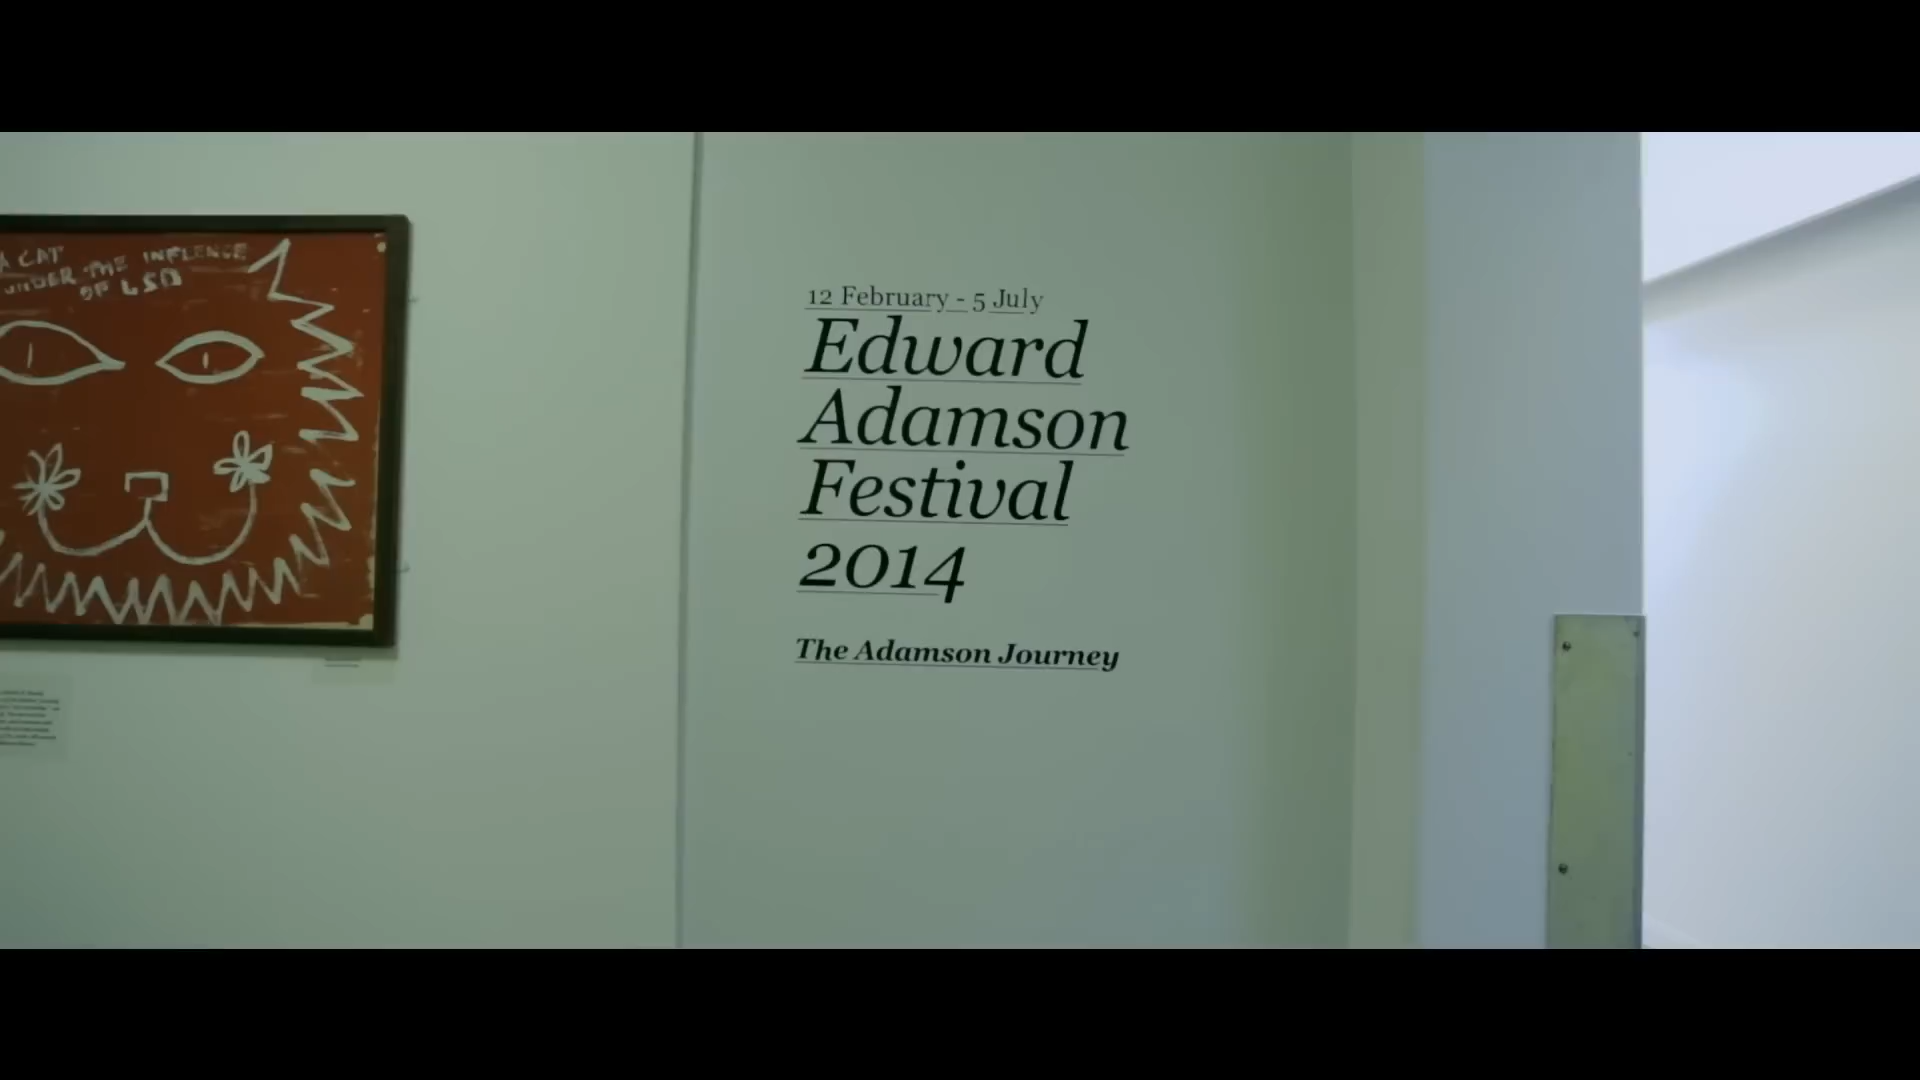 A CAT
UNDER THE INFLENCE
OF LSD
12 February - 5 July
Edward
Adamson
Festival
2014
The Adamson Journey